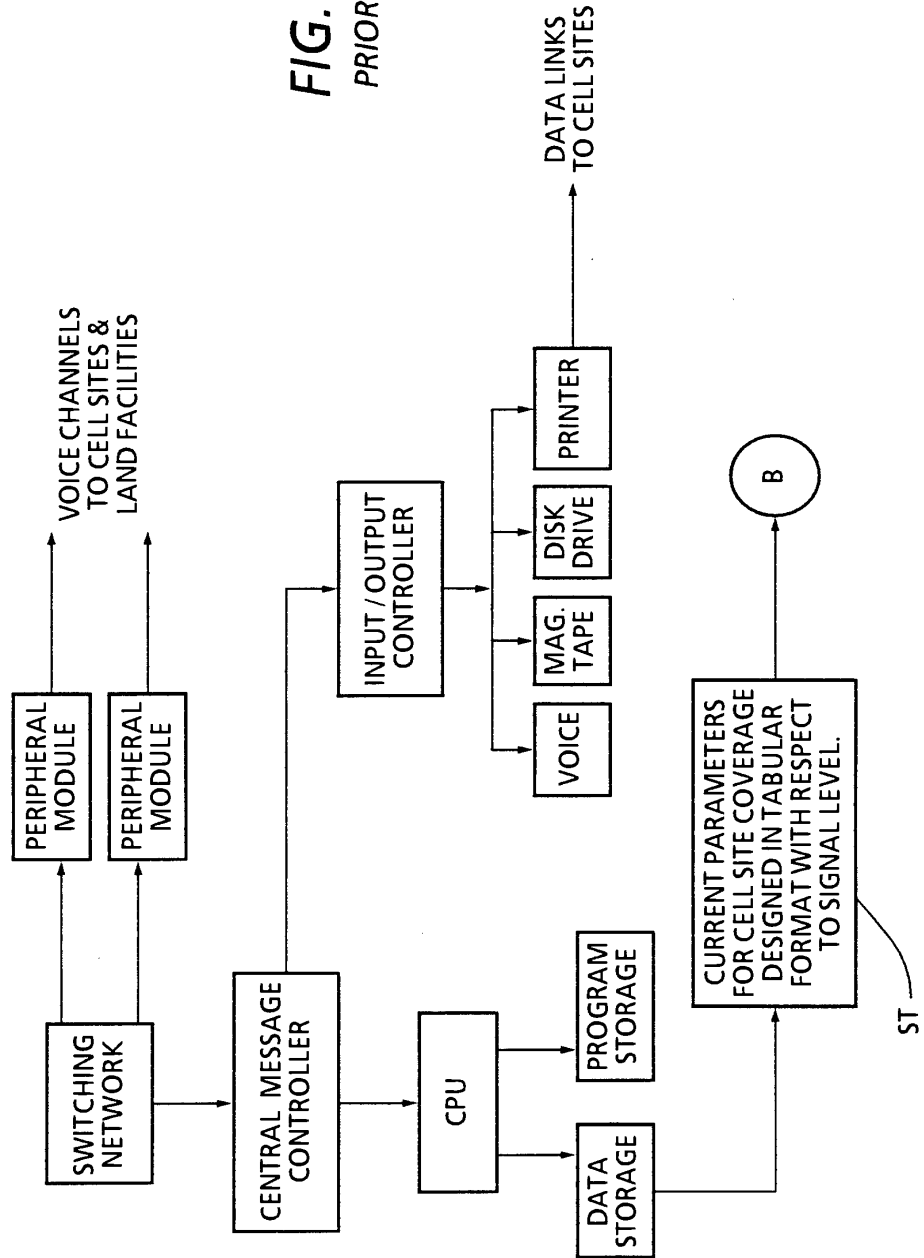 FIG.
PRIOR
SWITCHING
NETWORK
PERIPHERAL
MODULE
PERIPHERAL
MODULE
VOICE CHANNELS
TO CELL SITES &
LAND FACILITIES
CENTRAL MESSAGE
CONTROLLER
INPUT / OUTPUT
CONTROLLER
CPU
VOICE
MAG.
TAPE
DISK
DRIVE
PRINTER
DATA LINKS
TO CELL SITES
DATA
STORAGE
PROGRAM
STORAGE
CURRENT PARAMETERS
FOR CELL SITE COVERAGE
DESIGNED IN TABULAR
FORMAT WITH RESPECT
TO SIGNAL LEVEL.
B
ST